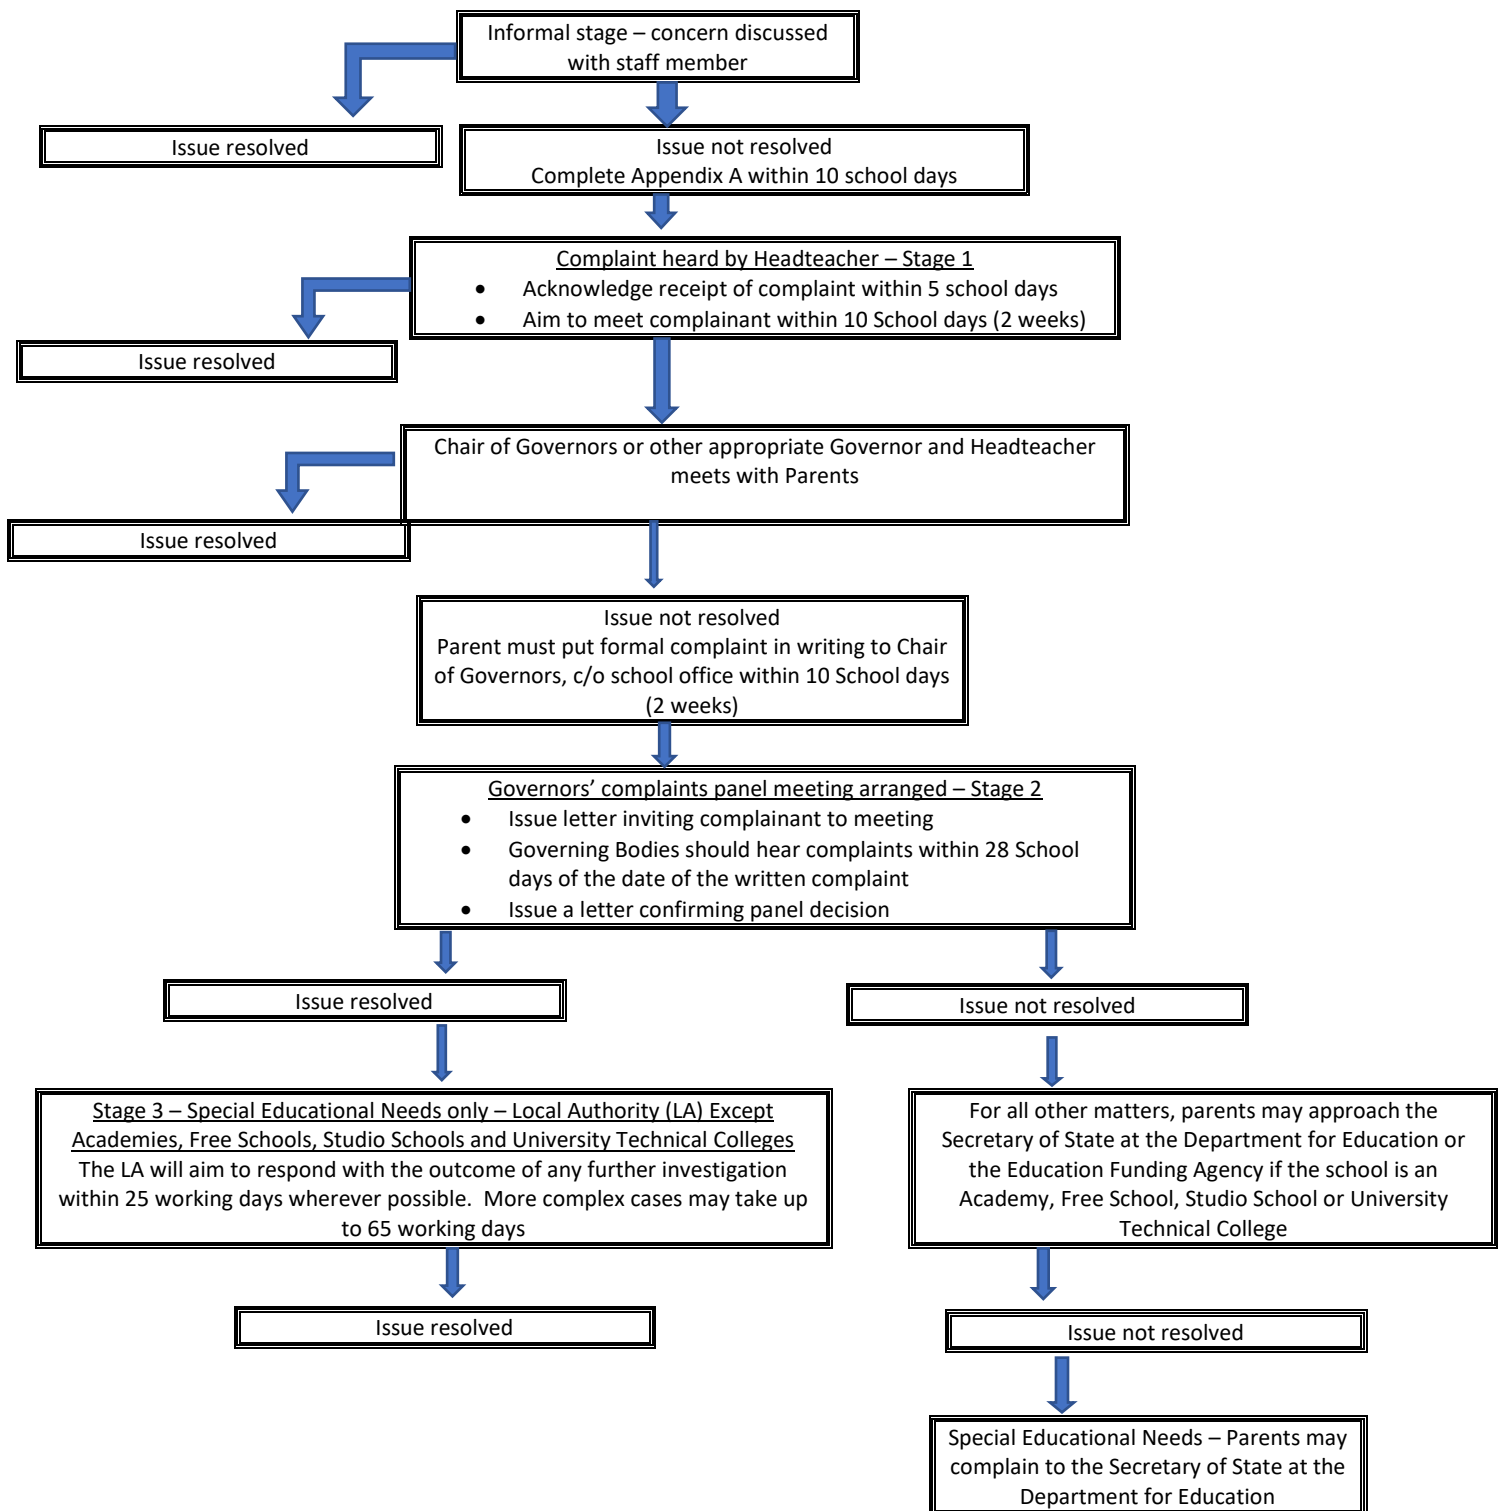 Informal stage – concern discussed
with staff member
Issue resolved
Issue not resolved
Complete Appendix A within 10 school days
Complaint heard by Headteacher – Stage 1
• Acknowledge receipt of complaint within 5 school days
• Aim to meet complainant within 10 School days (2 weeks)
Issue resolved
Chair of Governors or other appropriate Governor and Headteacher
meets with Parents
Issue resolved
Issue not resolved
Parent must put formal complaint in writing to Chair
of Governors, c/o school office within 10 School days
(2 weeks)
Governors’ complaints panel meeting arranged – Stage 2
• Issue letter inviting complainant to meeting
• Governing Bodies should hear complaints within 28 School
days of the date of the written complaint
• Issue a letter confirming panel decision
Issue resolved
Issue not resolved
Stage 3 – Special Educational Needs only – Local Authority (LA) Except
Academies, Free Schools, Studio Schools and University Technical Colleges
The LA will aim to respond with the outcome of any further investigation
within 25 working days wherever possible.  More complex cases may take up
to 65 working days
For all other matters, parents may approach the
Secretary of State at the Department for Education or
the Education Funding Agency if the school is an
Academy, Free School, Studio School or University
Technical College
Issue resolved
Issue not resolved
Special Educational Needs – Parents may
complain to the Secretary of State at the
Department for Education